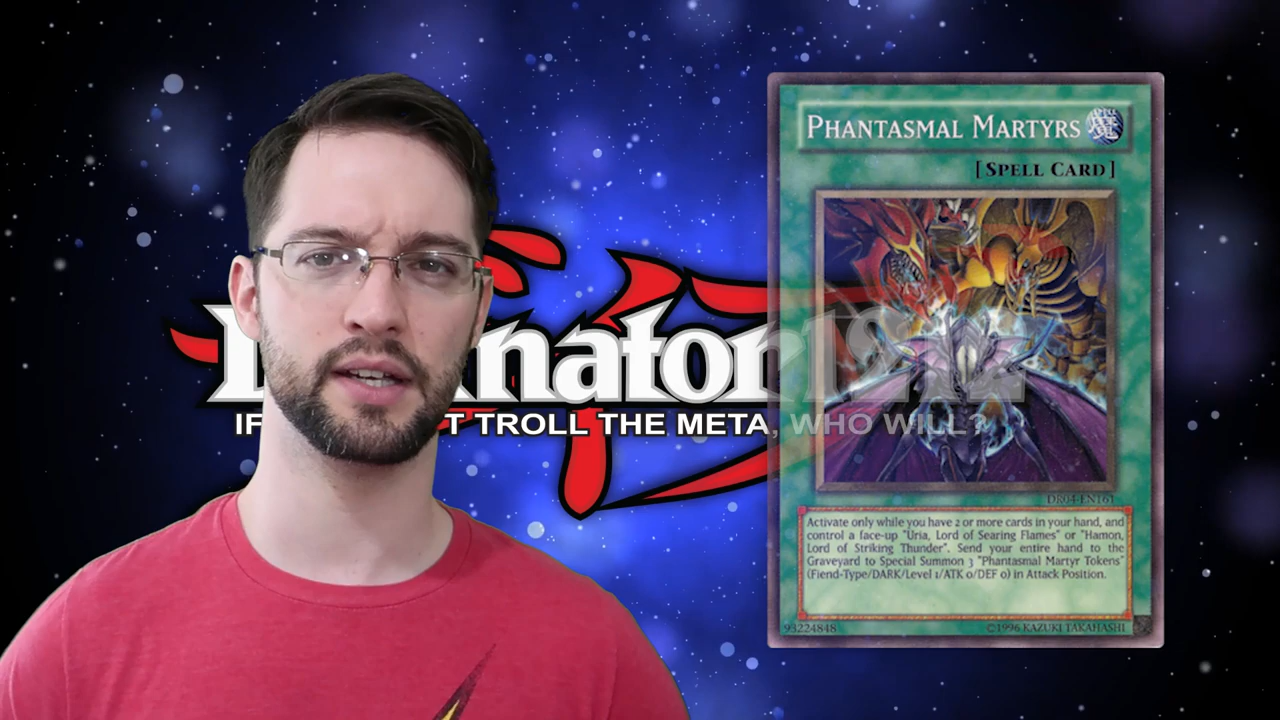 PHANTASMAL MARTYRS
[SPELL CARD]
nator
IF T TROLL THE META, WHO WILL?
DR04-EN161
Activate only while you have 2 or more cards in your hand, and
control a face-up "Uria, Lord of Searing Flames" or "Hamon,
Lord of Striking Thunder". Send your entire hand to the
Graveyard to Special Summon 3 "Phantasmal Martyr Tokens"
(Fiend-Type/DARK/Level 1/ATK 0/DEF 0) in Attack Position.
93224848 ©1996 KAZUKI TAKAHASHI